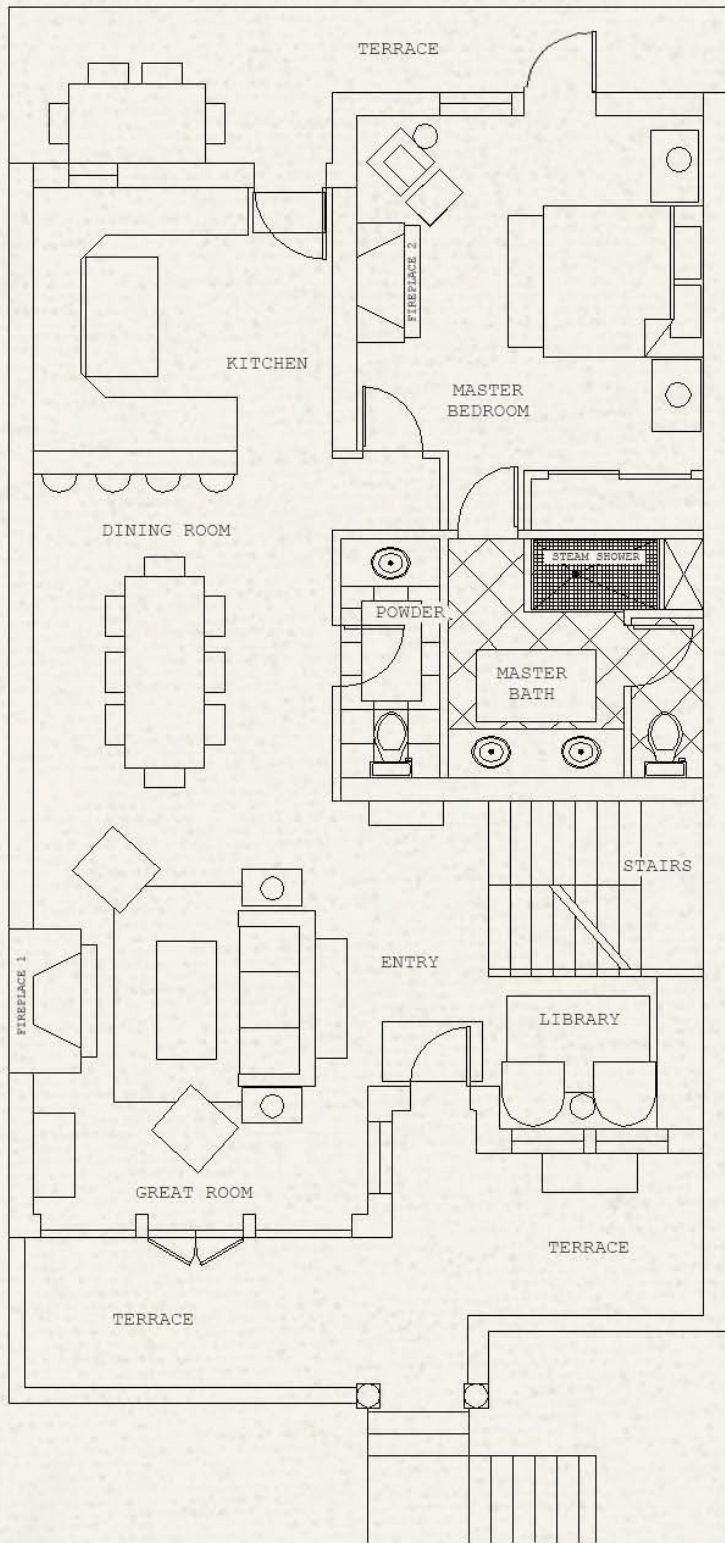 TERRACE
FIREPLACE 2
KITCHEN
MASTER
BEDROOM
DINING ROOM
STEAM SHOWER
POWDER
MASTER
BATH
STAIRS
ENTRY
FIREPLACE 1
LIBRARY
GREAT ROOM
TERRACE
TERRACE